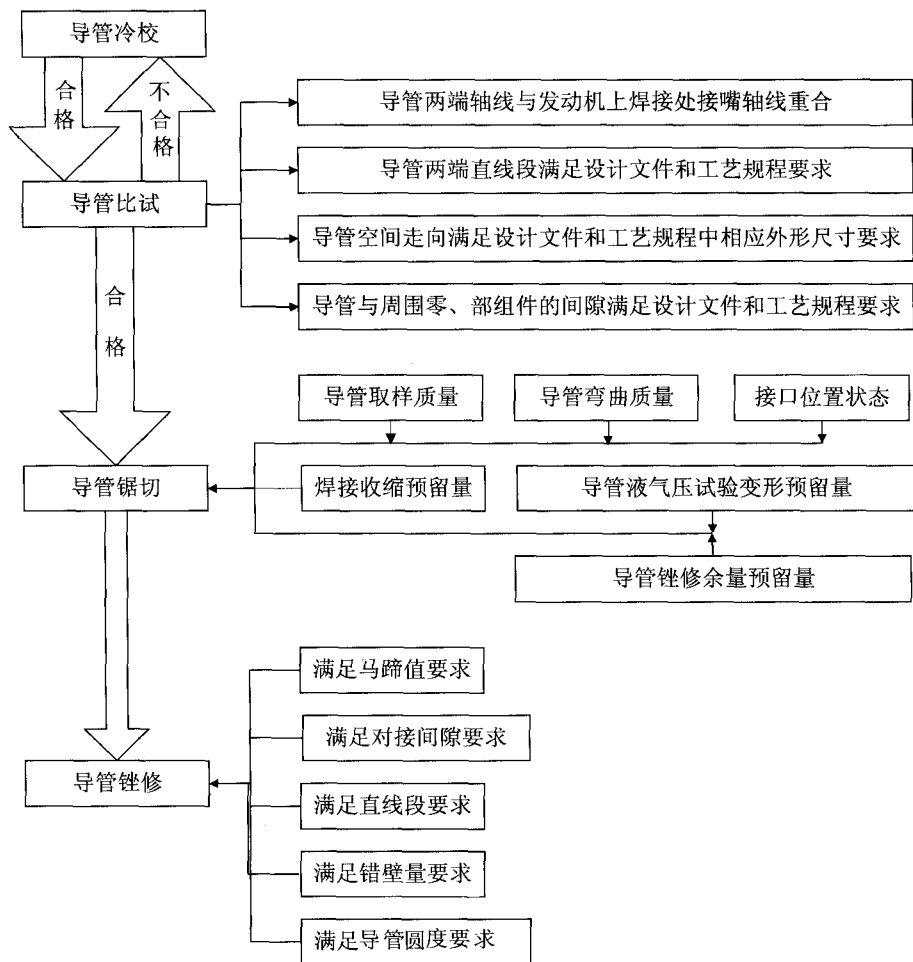 导管冷校
合格
不合格
导管比试
导管两端轴线与发动机上焊接处接嘴轴线重合
导管两端直线段满足设计文件和工艺规程要求
导管空间走向满足设计文件和工艺规程中相应外形尺寸要求
导管与周围零、部组件的间隙满足设计文件和工艺规程要求
合格
导管取样质量
导管弯曲质量
接口位置状态
导管锯切
焊接收缩预留量
导管液气压试验变形预留量
导管锉修余量预留量
满足马蹄值要求
满足对接间隙要求
导管锉修
满足直线段要求
满足错壁量要求
满足导管圆度要求